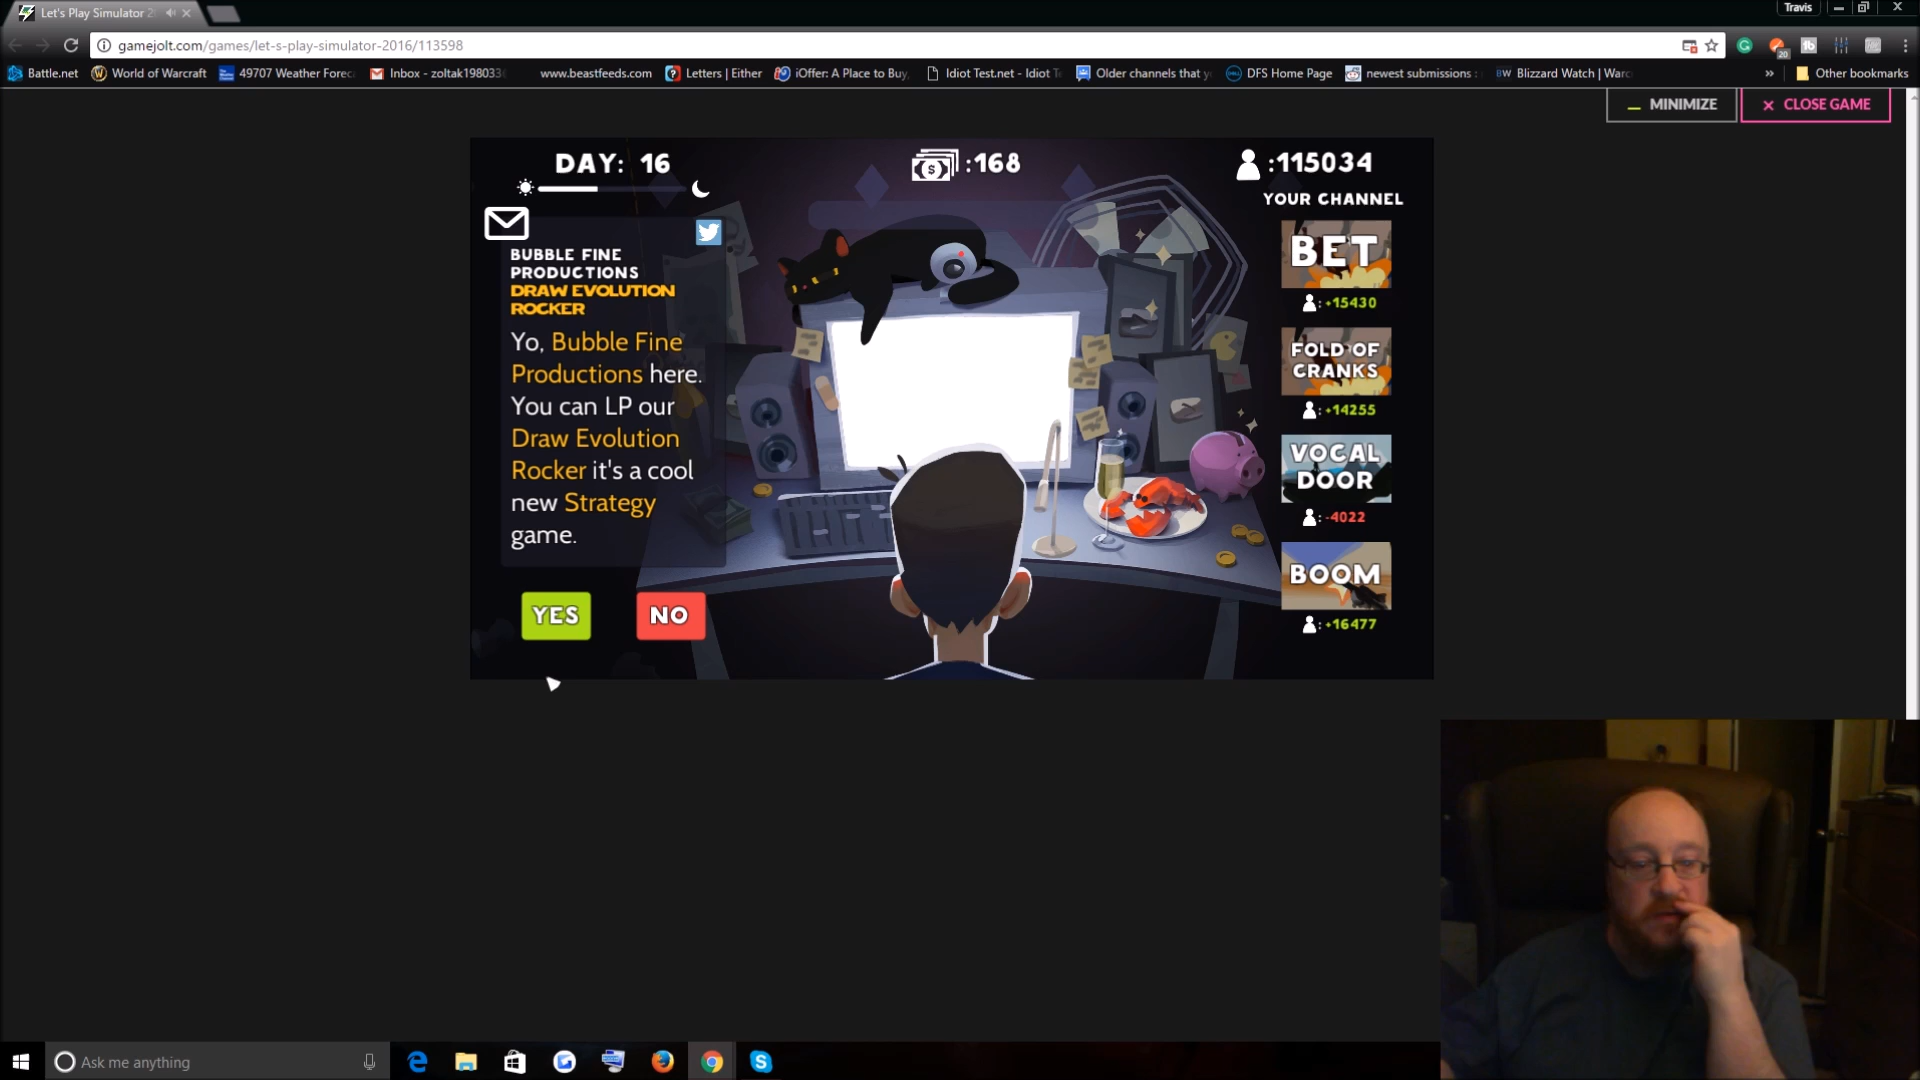 Let's Play Simulator 2
Travis
gamejolt.com/games/let-s-play-simulator-2016/113598
20
Battle.net
World of Warcraft
49707 Weather Forec
Inbox - zoltak198033
www.beastfeeds.com
Letters | Either
iOffer: A Place to Buy,
Idiot Test.net - Idiot T
Older channels that y
DFS Home Page
newest submissions :
BW Blizzard Watch | Warc
»
Other bookmarks
MINIMIZE
CLOSE GAME
DAY: 16
:168
:115034
YOUR CHANNEL
BUBBLE FINE
PRODUCTIONS
DRAW EVOLUTION
ROCKER
Yo, Bubble Fine
Productions here.
You can LP our
Draw Evolution
Rocker it's a cool
new Strategy
game.
YES
NO
BET
:+15430
FOLD OF
CRANKS
:+14255
VOCAL
DOOR
:-4022
BOOM
:+16477
Ask me anything